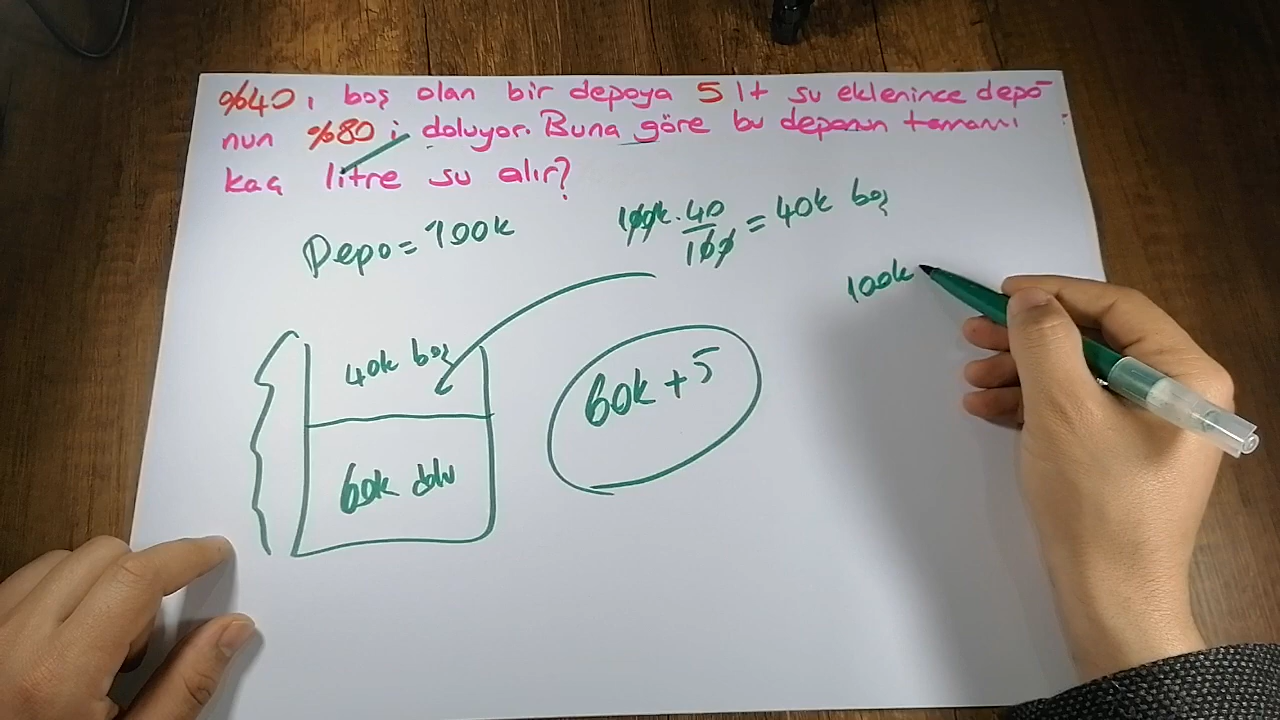 %40ı boş olan bir depoya 5 lt su eklenince depo
nun %80 i doluyor. Buna göre bu deponun tamamı
kaç litre su alır?
Depo = 100k
100k . 40/100 = 40k boş
100k
40k boş
60k + 5
60k dolu